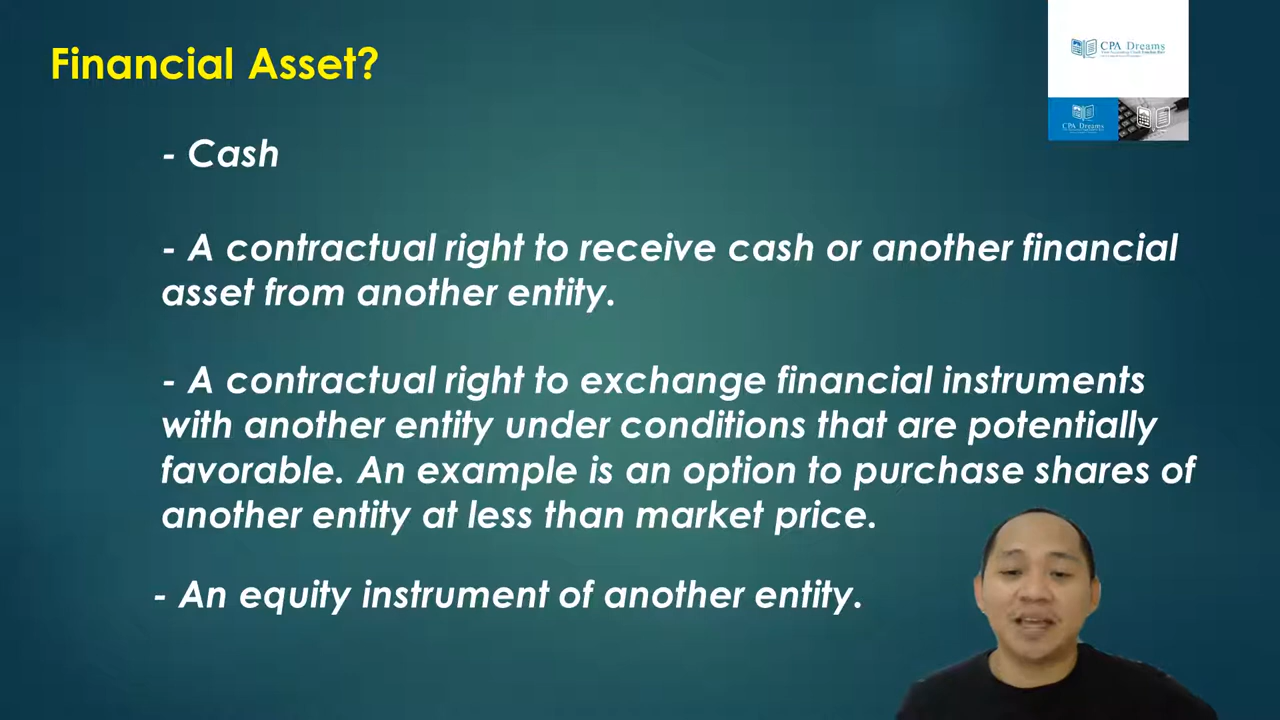 Financial Asset?
CPA Dreams
CPA Dreams
- Cash
- A contractual right to receive cash or another financial
asset from another entity.
- A contractual right to exchange financial instruments
with another entity under conditions that are potentially
favorable. An example is an option to purchase shares of
another entity at less than market price.
- An equity instrument of another entity.